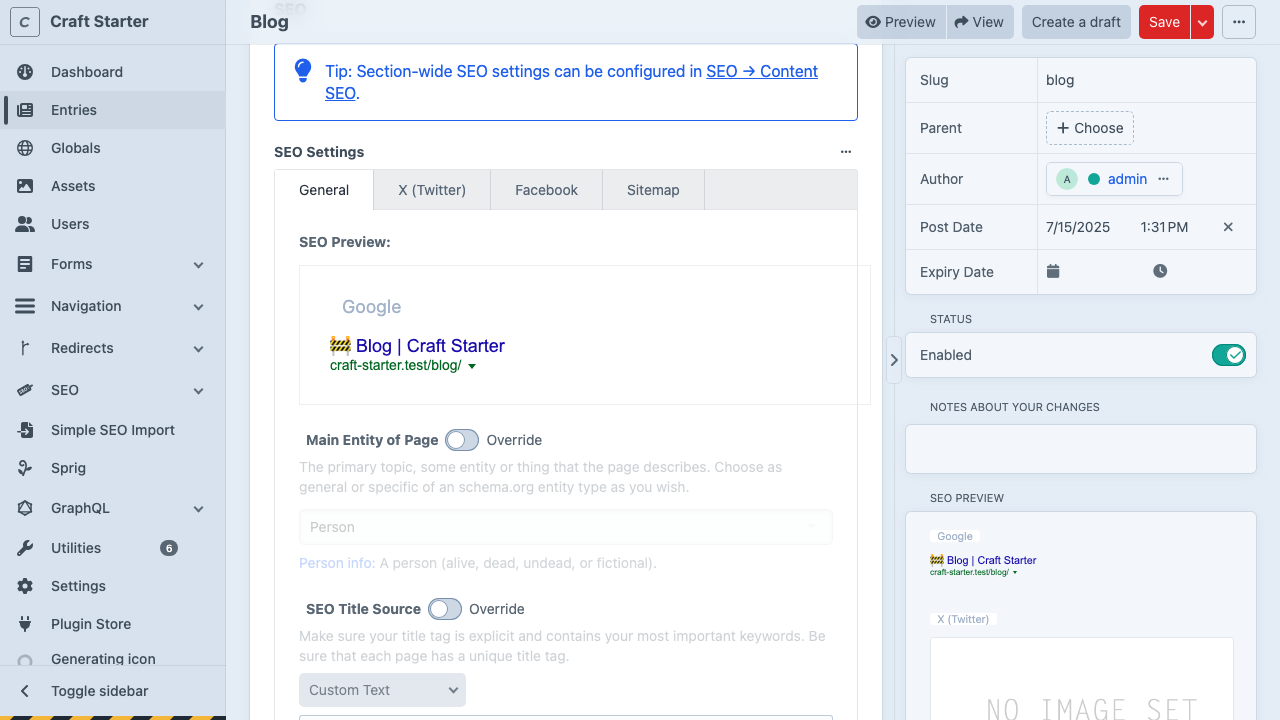 C
Craft Starter
Dashboard
Entries
Globals
Assets
Users
Forms
Navigation
Redirects
SEO
Simple SEO Import
Sprig
GraphQL
Utilities
6
Settings
Plugin Store
Generating icon
Toggle sidebar
SEO
Blog
Preview
View
Create a draft
Save
Tip: Section-wide SEO settings can be configured in SEO → Content
SEO.
SEO Settings
General
X (Twitter)
Facebook
Sitemap
SEO Preview:
Google
🚧 Blog | Craft Starter
craft-starter.test/blog/
Main Entity of Page
Override
The primary topic, some entity or thing that the page describes. Choose as
general or specific of an schema.org entity type as you wish.
Person
Person info: A person (alive, dead, undead, or fictional).
SEO Title Source
Override
Make sure your title tag is explicit and contains your most important keywords. Be
sure that each page has a unique title tag.
Custom Text
Slug
blog
Parent
Choose
Author
A
admin
Post Date
7/15/2025
1:31 PM
Expiry Date
STATUS
Enabled
NOTES ABOUT YOUR CHANGES
SEO PREVIEW
Google
🚧 Blog | Craft Starter
craft-starter.test/blog/
X (Twitter)
NO IMAGE SET